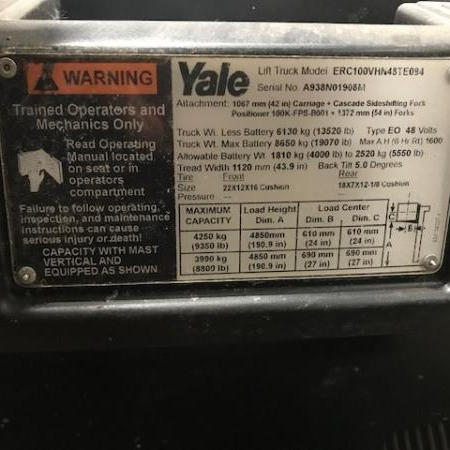 WARNING
Trained Operators and
Mechanics Only
Read Operating
Manual located
on seat or in
operators
compartment
Failure to follow operating,
inspection, and maintenance
instructions can cause
serious injury or death!
CAPACITY WITH MAST
VERTICAL AND
EQUIPPED AS SHOWN
Yale Lift Truck Model ERC100VHN48TE094
Serial No. A938N01908M
Attachment: 1067 mm (42 in) Carriage + Cascade Sideshifting Fork
Positioner 100K-FPS-B001 + 1372 mm (54 in) Forks
Truck Wt. Less Battery 6130 kg (13520 lb) Type EO 48 Volts
Truck Wt. Max Battery 8650 kg (19070 lb) Max A H (6 Hr Rt) 1600
Allowable Battery Wt 1810 kg (4000 lb) to 2520 kg (5550 lb)
Tread Width 1120 mm (43.9 in) Back Tilt 5.0 Degrees
Tire Front Rear
Size 22X12X16 Cushion 18X7X12-1/8 Cushion
Pressure --- ---
MAXIMUM CAPACITY Load Height Dim. A Load Center Dim. B Dim. C
4250 kg 4850mm 610 mm 610 mm
(9350 lb) (190.9 in) (24 in) (24 in)
3990 kg 4850 mm 690 mm 690 mm
(8800 lb) (190.9 in) (27 in) (27 in)
C
B
A